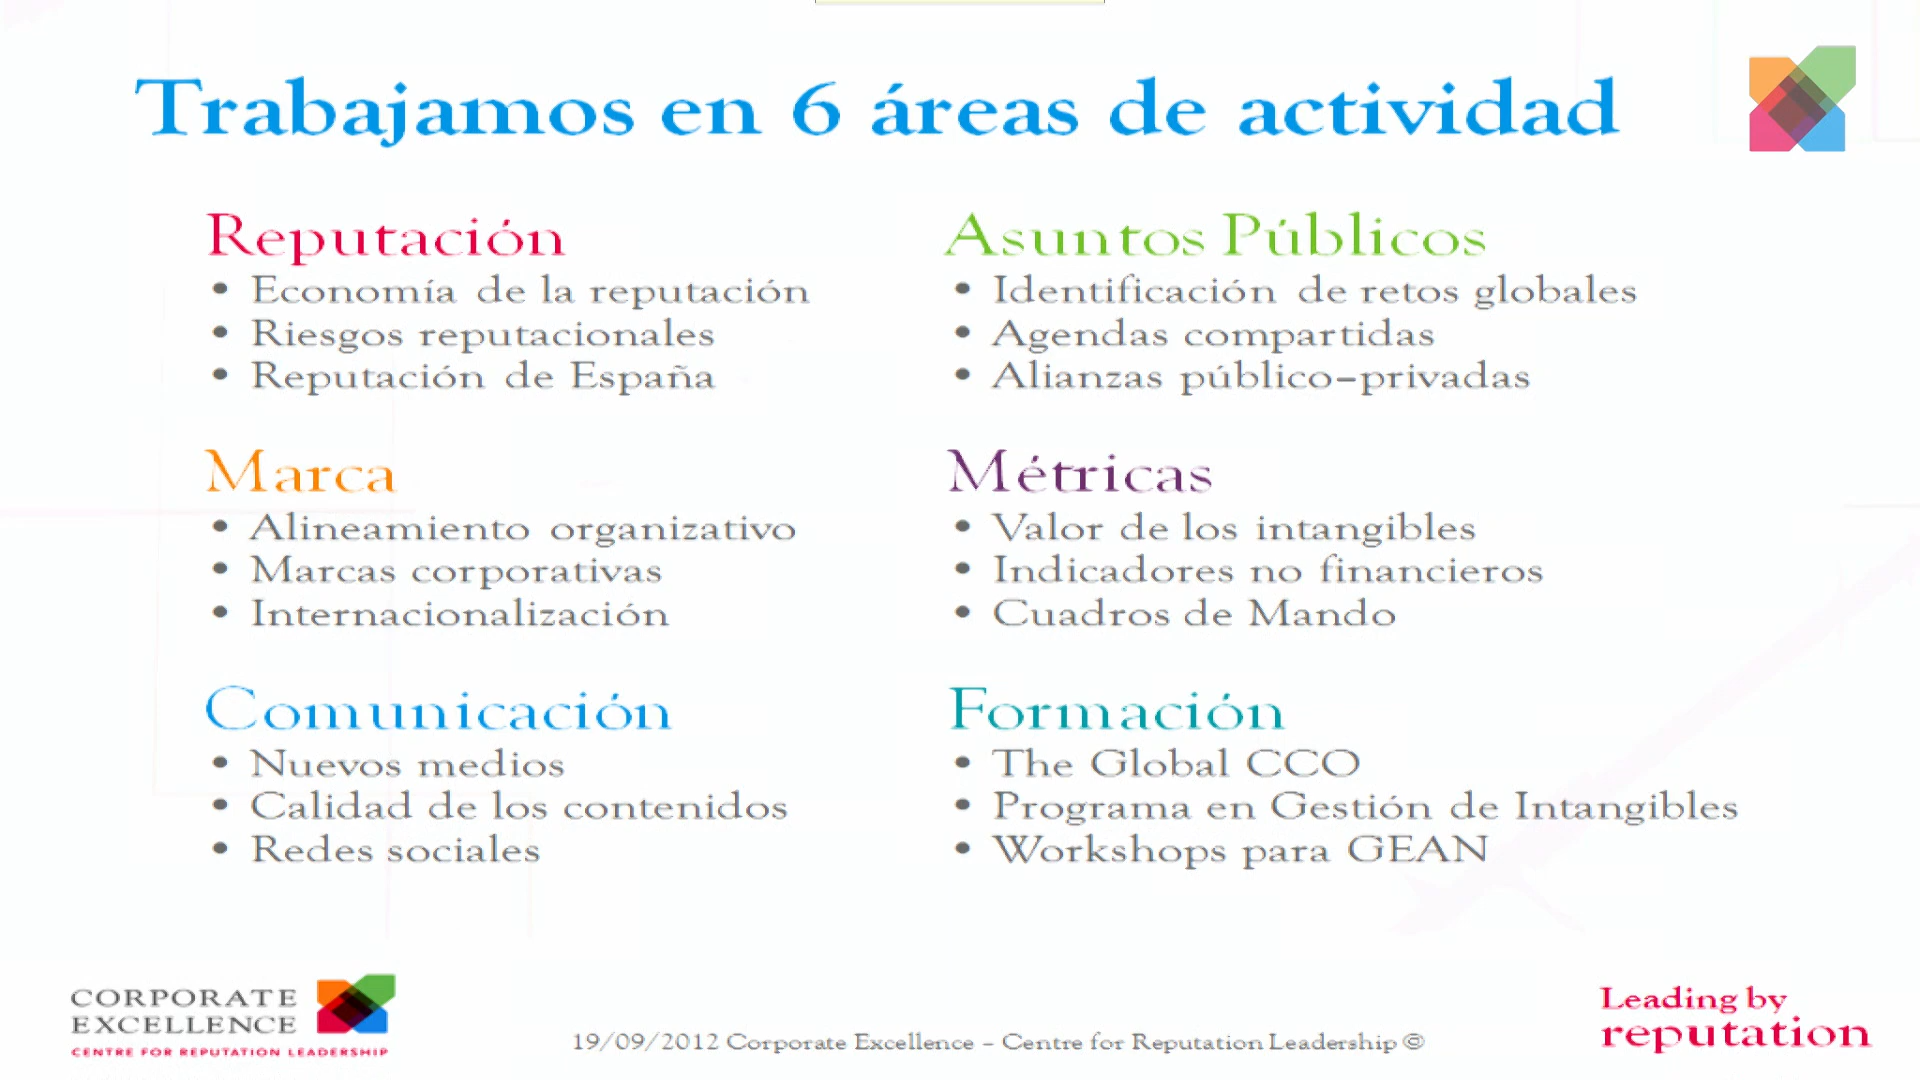 Trabajamos en 6 áreas de actividad
Reputación
• Economía de la reputación
• Riesgos reputacionales
• Reputación de España
Marca
• Alineamiento organizativo
• Marcas corporativas
• Internacionalización
Comunicación
• Nuevos medios
• Calidad de los contenidos
• Redes sociales
Asuntos Públicos
• Identificación de retos globales
• Agendas compartidas
• Alianzas público-privadas
Métricas
• Valor de los intangibles
• Indicadores no financieros
• Cuadros de Mando
Formación
• The Global CCO
• Programa en Gestión de Intangibles
• Workshops para GEAN
CORPORATE
EXCELLENCE
CENTRE FOR REPUTATION LEADERSHIP
19/09/2012 Corporate Excellence – Centre for Reputation Leadership ©
Leading by
reputation